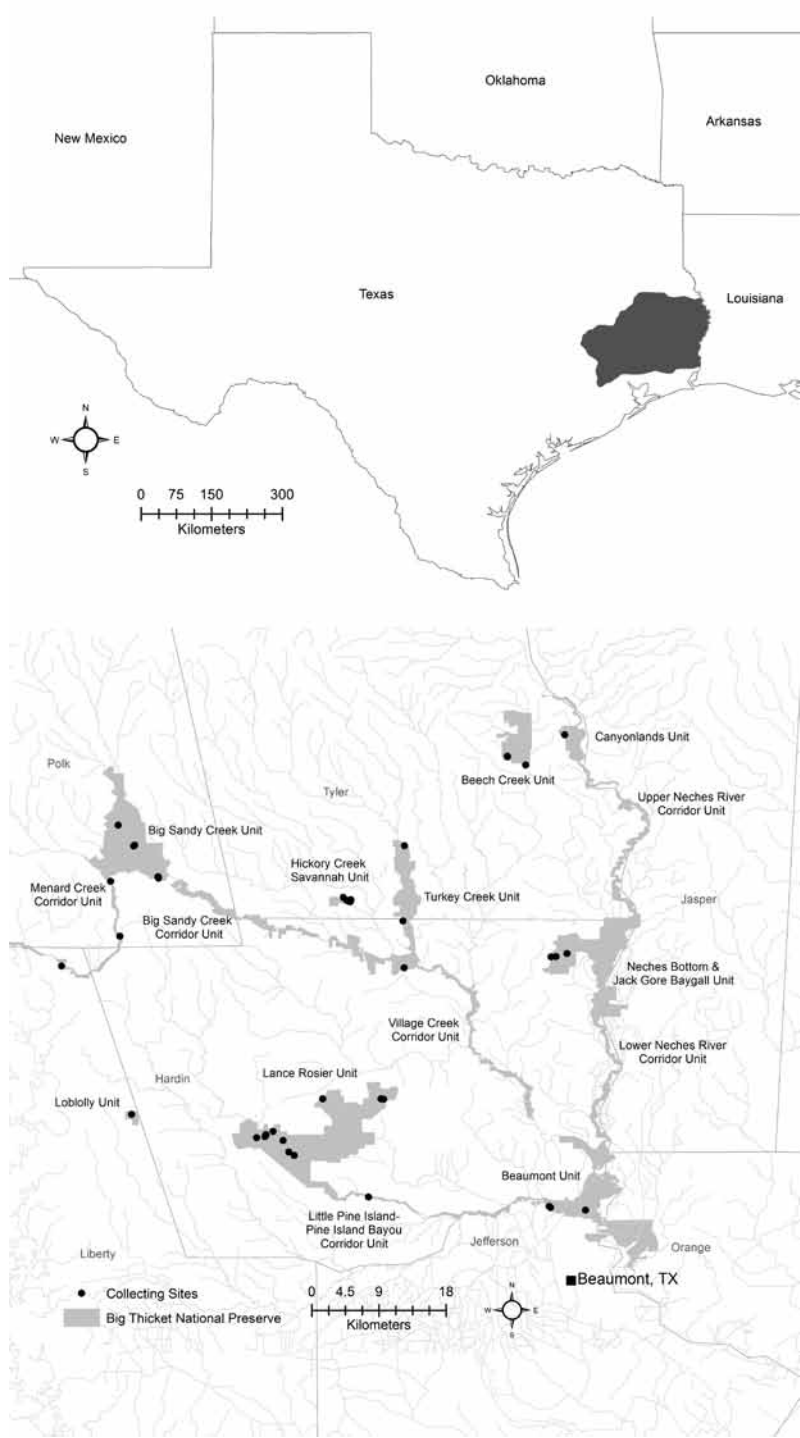 Oklahoma
New Mexico
Arkansas
Texas
Louisiana
N
W E
S
0 75 150 300
Kilometers
Canyonlands Unit
Polk
Beech Creek Unit
Tyler
Upper Neches River
Corridor Unit
Big Sandy Creek Unit
Hickory Creek
Savannah Unit
Menard Creek
Corridor Unit
Turkey Creek Unit
Jasper
Big Sandy Creek
Corridor Unit
Neches Bottom &
Jack Gore Baygall Unit
Village Creek
Corridor Unit
Lower Neches River
Corridor Unit
Lance Rosier Unit
Hardin
Loblolly Unit
Beaumont Unit
Little Pine Island-
Pine Island Bayou
Corridor Unit
Jefferson
Orange
Liberty
Beaumont, TX
Collecting Sites
Big Thicket National Preserve
0 4.5 9 18
Kilometers
N
W E
S